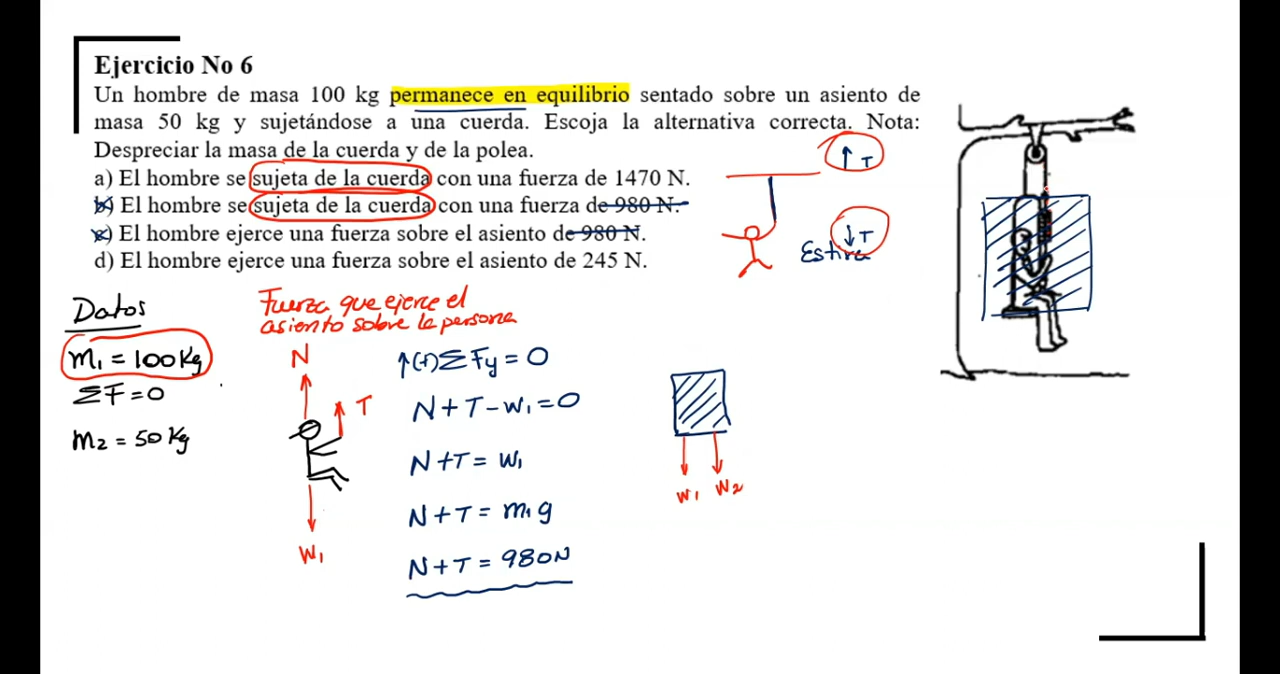 Ejercicio No 6
Un hombre de masa 100 kg permanece en equilibrio sentado sobre un asiento de
masa 50 kg y sujetándose a una cuerda. Escoja la alternativa correcta. Nota:
Despreciar la masa de la cuerda y de la polea.
a) El hombre se sujeta de la cuerda con una fuerza de 1470 N.
b) El hombre se sujeta de la cuerda con una fuerza de 980 N.
c) El hombre ejerce una fuerza sobre el asiento de 980 N.
d) El hombre ejerce una fuerza sobre el asiento de 245 N.
↑ T
↓ T
Estira
Datos
m₁ = 100 Kg
ΣF = 0
m₂ = 50 Kg
Fuerza que ejerce el
asiento sobre la persona
N
T
W₁
↑(+) ΣFy = 0
N + T - W₁ = 0
N + T = W₁
N + T = m₁g
N + T = 980N
W₁ W₂